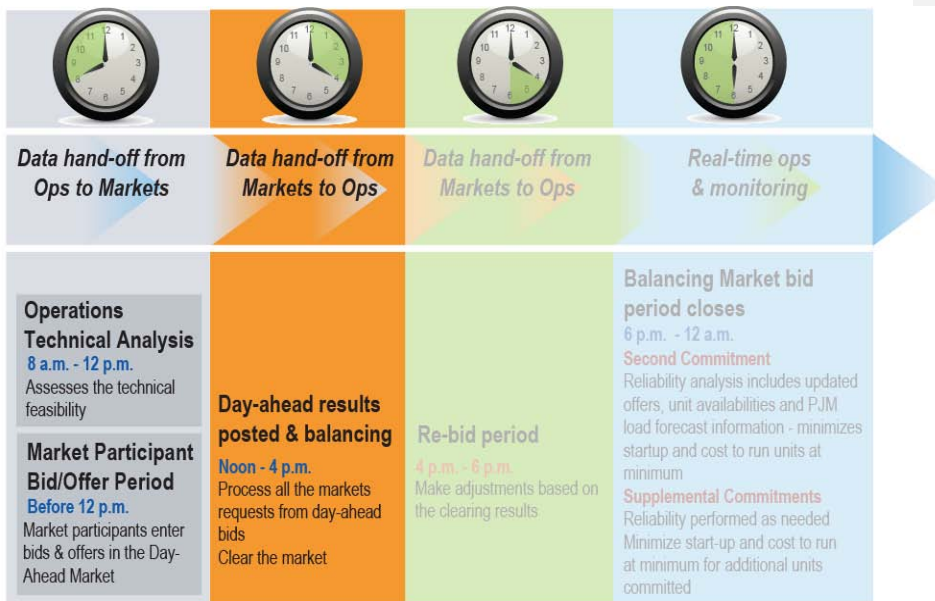 Data hand-off from
Ops to Markets
Data hand-off from
Markets to Ops
Data hand-off from
Markets to Ops
Real-time ops
& monitoring
Operations
Technical Analysis
8 a.m. - 12 p.m.
Assesses the technical
feasibility
Market Participant
Bid/Offer Period
Before 12 p.m.
Market participants enter
bids & offers in the Day-
Ahead Market
Day-ahead results
posted & balancing
Noon - 4 p.m.
Process all the markets
requests from day-ahead
bids
Clear the market
Re-bid period
4 p.m. - 6 p.m.
Make adjustments based on
the clearing results
Balancing Market bid
period closes
6 p.m. - 12 a.m.
Second Commitment
Reliability analysis includes updated
offers, unit availabilities and PJM
load forecast information - minimizes
startup and cost to run units at
minimum
Supplemental Commitments
Reliability performed as needed
Minimize start-up and cost to run
at minimum for additional units
committed